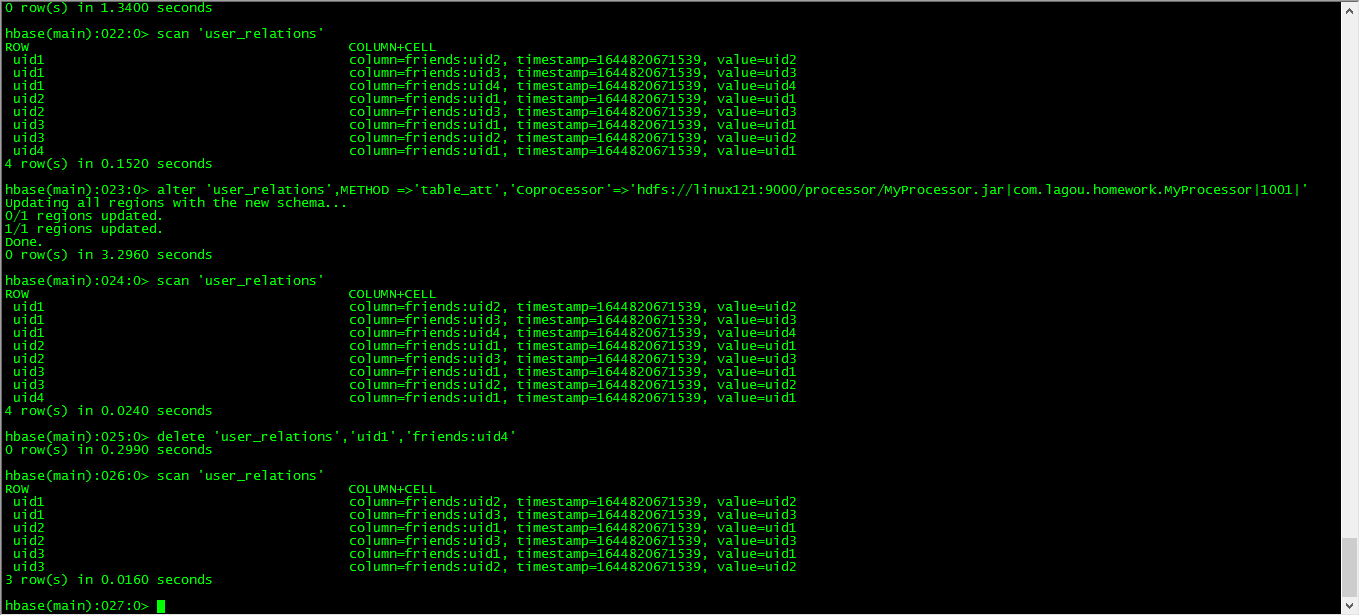 0 row(s) in 1.3400 seconds
hbase(main):022:0> scan 'user_relations'
ROW COLUMN+CELL
uid1 column=friends:uid2, timestamp=1644820671539, value=uid2
uid1 column=friends:uid3, timestamp=1644820671539, value=uid3
uid1 column=friends:uid4, timestamp=1644820671539, value=uid4
uid2 column=friends:uid1, timestamp=1644820671539, value=uid1
uid2 column=friends:uid3, timestamp=1644820671539, value=uid3
uid3 column=friends:uid1, timestamp=1644820671539, value=uid1
uid3 column=friends:uid2, timestamp=1644820671539, value=uid2
uid4 column=friends:uid1, timestamp=1644820671539, value=uid1
4 row(s) in 0.1520 seconds
hbase(main):023:0> alter 'user_relations',METHOD =>'table_att','Coprocessor'=>'hdfs://linux121:9000/processor/MyProcessor.jar|com.lagou.homework.MyProcessor|1001|'
Updating all regions with the new schema...
0/1 regions updated.
1/1 regions updated.
Done.
0 row(s) in 3.2960 seconds
hbase(main):024:0> scan 'user_relations'
ROW COLUMN+CELL
uid1 column=friends:uid2, timestamp=1644820671539, value=uid2
uid1 column=friends:uid3, timestamp=1644820671539, value=uid3
uid1 column=friends:uid4, timestamp=1644820671539, value=uid4
uid2 column=friends:uid1, timestamp=1644820671539, value=uid1
uid2 column=friends:uid3, timestamp=1644820671539, value=uid3
uid3 column=friends:uid1, timestamp=1644820671539, value=uid1
uid3 column=friends:uid2, timestamp=1644820671539, value=uid2
uid4 column=friends:uid1, timestamp=1644820671539, value=uid1
4 row(s) in 0.0240 seconds
hbase(main):025:0> delete 'user_relations','uid1','friends:uid4'
0 row(s) in 0.2990 seconds
hbase(main):026:0> scan 'user_relations'
ROW COLUMN+CELL
uid1 column=friends:uid2, timestamp=1644820671539, value=uid2
uid1 column=friends:uid3, timestamp=1644820671539, value=uid3
uid2 column=friends:uid1, timestamp=1644820671539, value=uid1
uid2 column=friends:uid3, timestamp=1644820671539, value=uid3
uid3 column=friends:uid1, timestamp=1644820671539, value=uid1
uid3 column=friends:uid2, timestamp=1644820671539, value=uid2
3 row(s) in 0.0160 seconds
hbase(main):027:0>